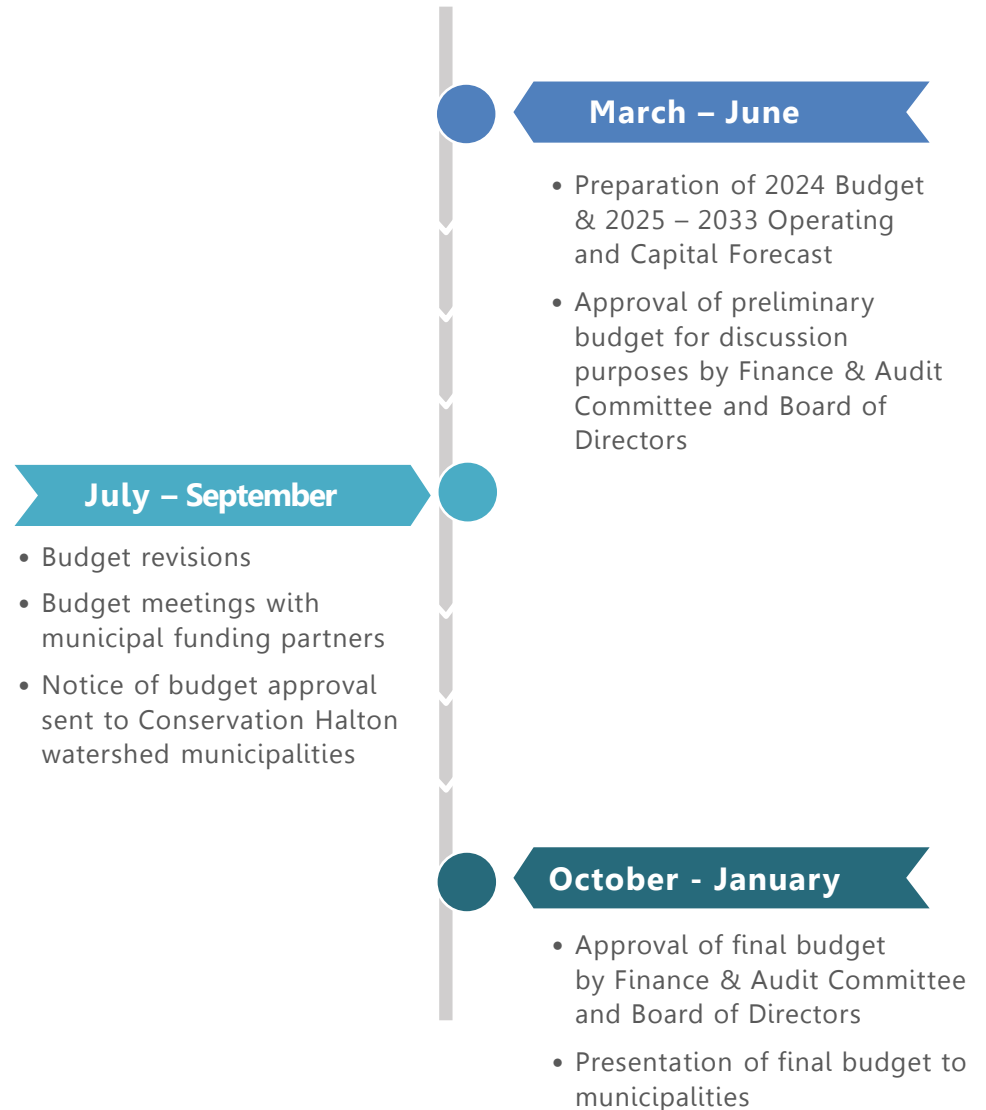 March – June
• Preparation of 2024 Budget
& 2025 – 2033 Operating
and Capital Forecast
• Approval of preliminary
budget for discussion
purposes by Finance & Audit
Committee and Board of
Directors
July – September
• Budget revisions
• Budget meetings with
municipal funding partners
• Notice of budget approval
sent to Conservation Halton
watershed municipalities
October - January
• Approval of final budget
by Finance & Audit Committee
and Board of Directors
• Presentation of final budget to
municipalities